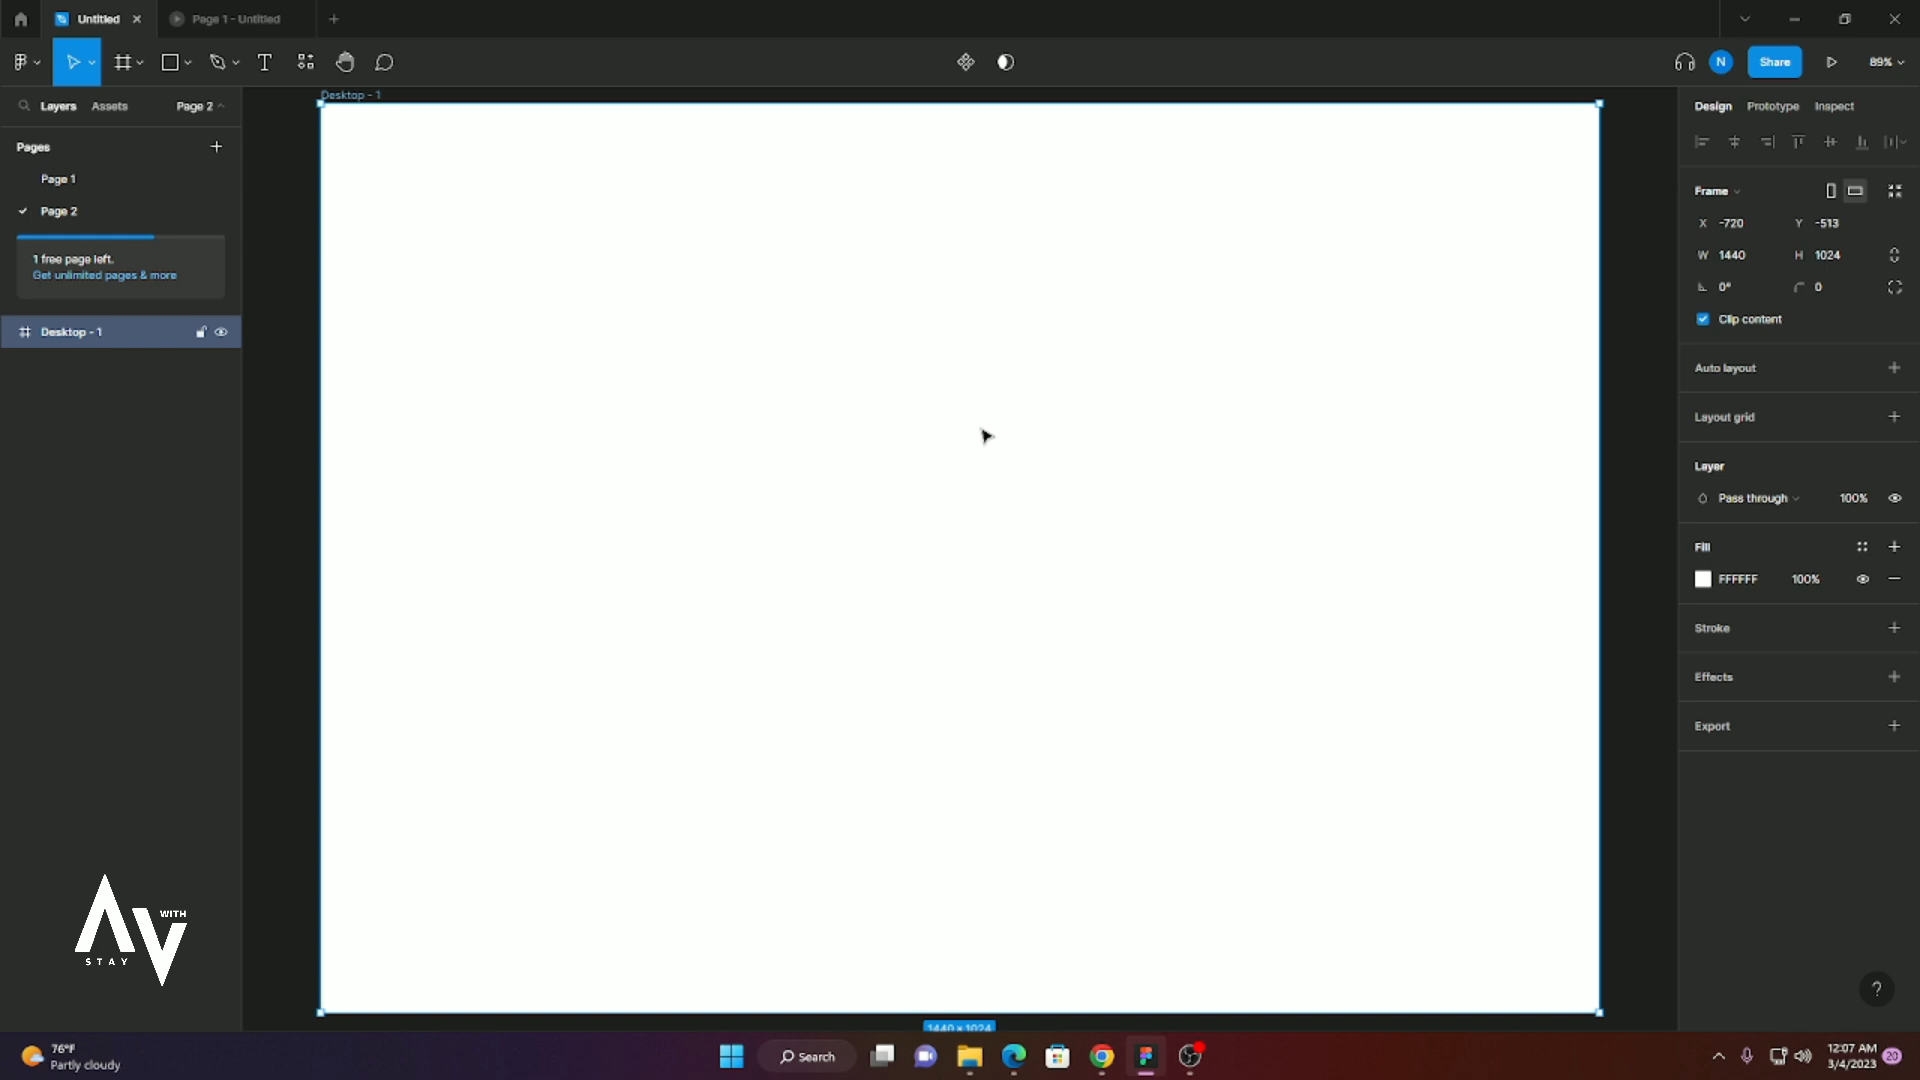 Untitled
Page 1 - Untitled
Share
N
89%
Layers
Assets
Page 2
Pages
Page 1
Page 2
1 free page left.
Get unlimited pages & more
Desktop - 1
Desktop - 1
1440 × 1024
Design
Prototype
Inspect
Frame
X -720
Y -513
W 1440
H 1024
0°
0
Clip content
Auto layout
Layout grid
Layer
Pass through
100%
Fill
FFFFFF
100%
Stroke
Effects
Export
?
WITH
STAY
76°F
Partly cloudy
Search
12:07 AM
3/4/2023
20